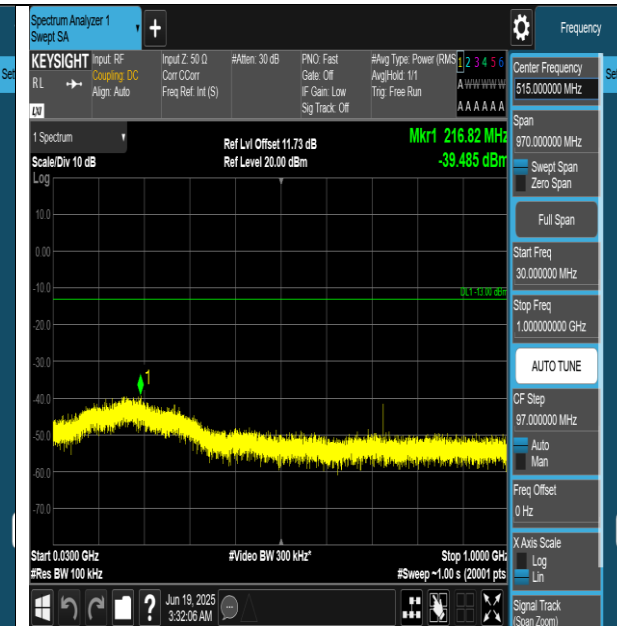 Spectrum Analyzer 1
Swept SA
+
Frequency
KEYSIGHT
RL
LXI
Input: RF
Coupling: DC
Align: Auto
Input Z: 50 Ω
Corr CCorr
Freq Ref: Int (S)
#Atten: 30 dB
PNO: Fast
Gate: Off
IF Gain: Low
Sig Track: Off
#Avg Type: Power (RMS
Avg|Hold: 1/1
Trig: Free Run
1 2 3 4 5 6
A W W W W W
A A A A A A
1 Spectrum
Scale/Div 10 dB
Log
Ref Lvl Offset 11.73 dB
Ref Level 20.00 dBm
Mkr1 216.82 MHz
-39.485 dBm
10.0
0.00
-10.0
DL1 -13.00 dBm
-20.0
-30.0
1
-40.0
-50.0
-60.0
-70.0
Start 0.0300 GHz
#Res BW 100 kHz
#Video BW 300 kHz*
Stop 1.0000 GHz
#Sweep ~1.00 s (20001 pts
Jun 19, 2025
3:32:06 AM
Center Frequency
515.000000 MHz
Span
970.000000 MHz
Swept Span
Zero Span
Full Span
Start Freq
30.000000 MHz
Stop Freq
1.000000000 GHz
AUTO TUNE
CF Step
97.000000 MHz
Auto
Man
Freq Offset
0 Hz
X Axis Scale
Log
Lin
Signal Track
(Span Zoom)
Set
Se